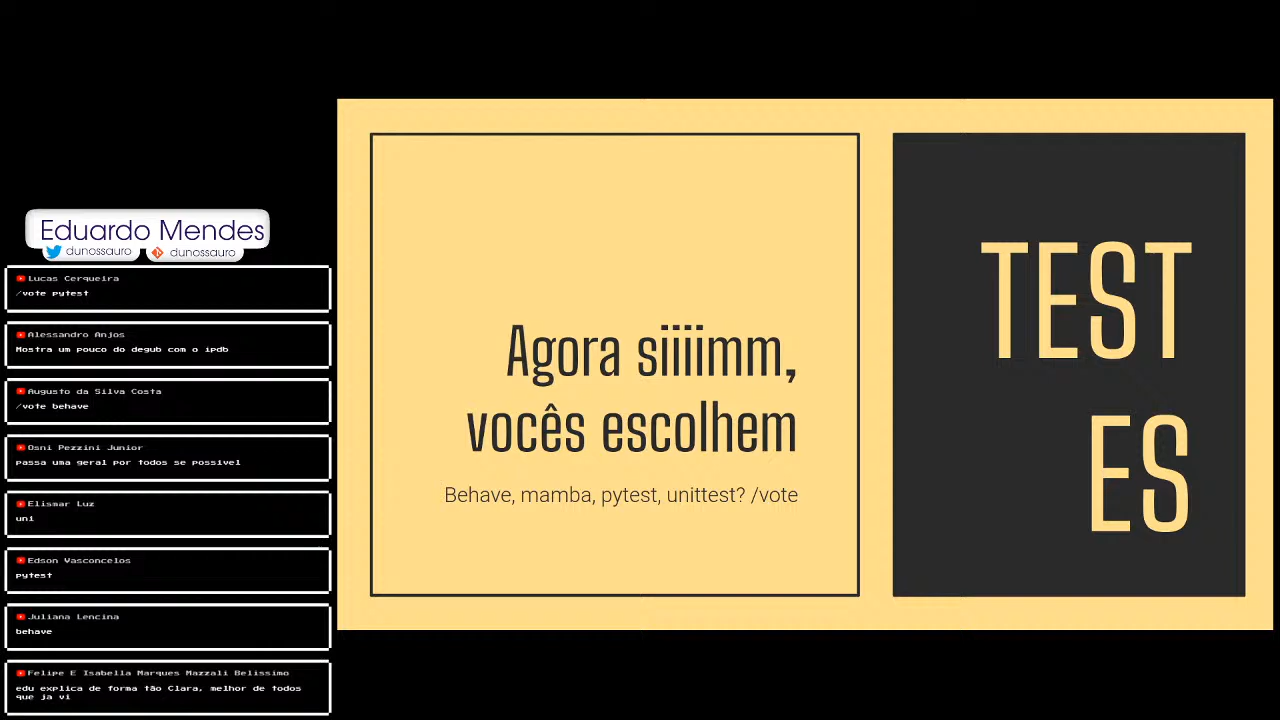 Eduardo Mendes
dunossauro dunossauro
Lucas Cerqueira
/vote pytest
Alessandro Anjos
Mostra um pouco do degub com o ipdb
Augusto da Silva Costa
/vote behave
Osni Pezzini Junior
passa uma geral por todos se possivel
Elismar Luz
uni
Edson Vasconcelos
pytest
Juliana Lencina
behave
Felipe E Isabella Marques Mazzali Belissimo
edu explica de forma tão Clara, melhor de todos
que ja vi
Agora siiiimm,
vocês escolhem
Behave, mamba, pytest, unittest? /vote
TEST
ES